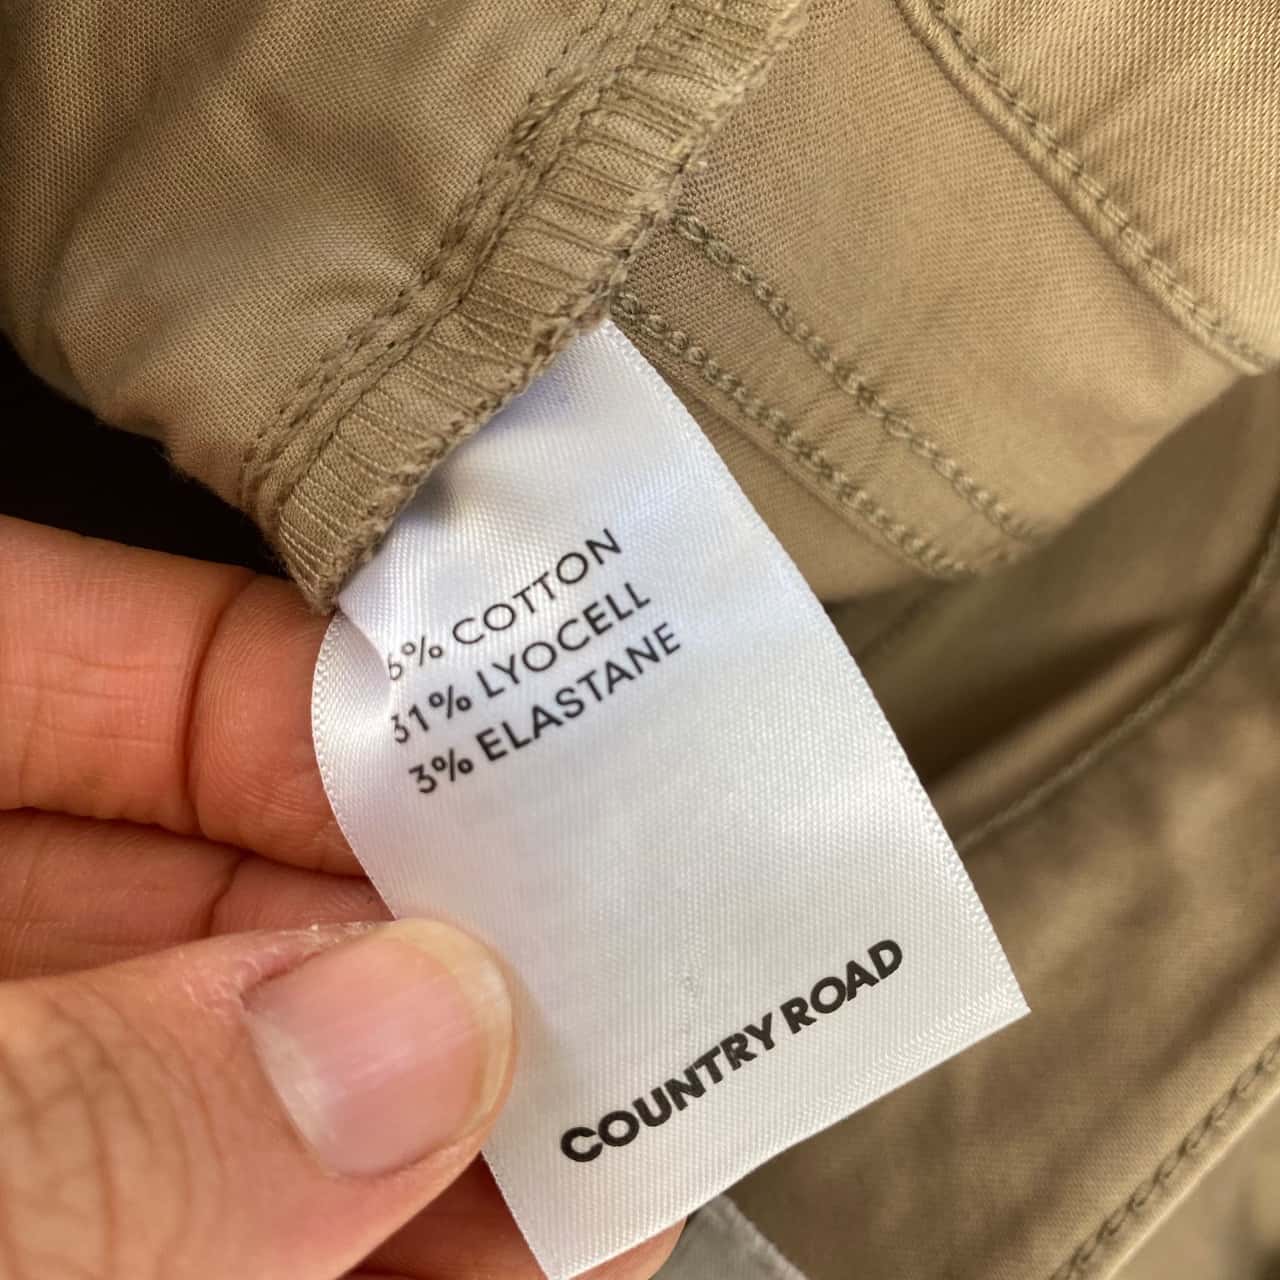 6% COTTON
31% LYOCELL
3% ELASTANE
COUNTRY ROAD